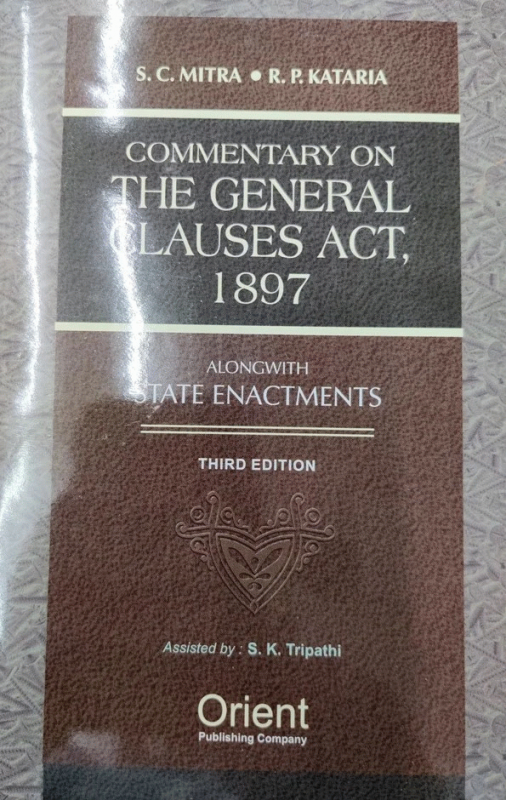 S. C. MITRA ● R. P. KATARIA
COMMENTARY ON
THE GENERAL
CLAUSES ACT,
1897
ALONGWITH
STATE ENACTMENTS
THIRD EDITION
Assisted by : S. K. Tripathi
Orient
Publishing Company